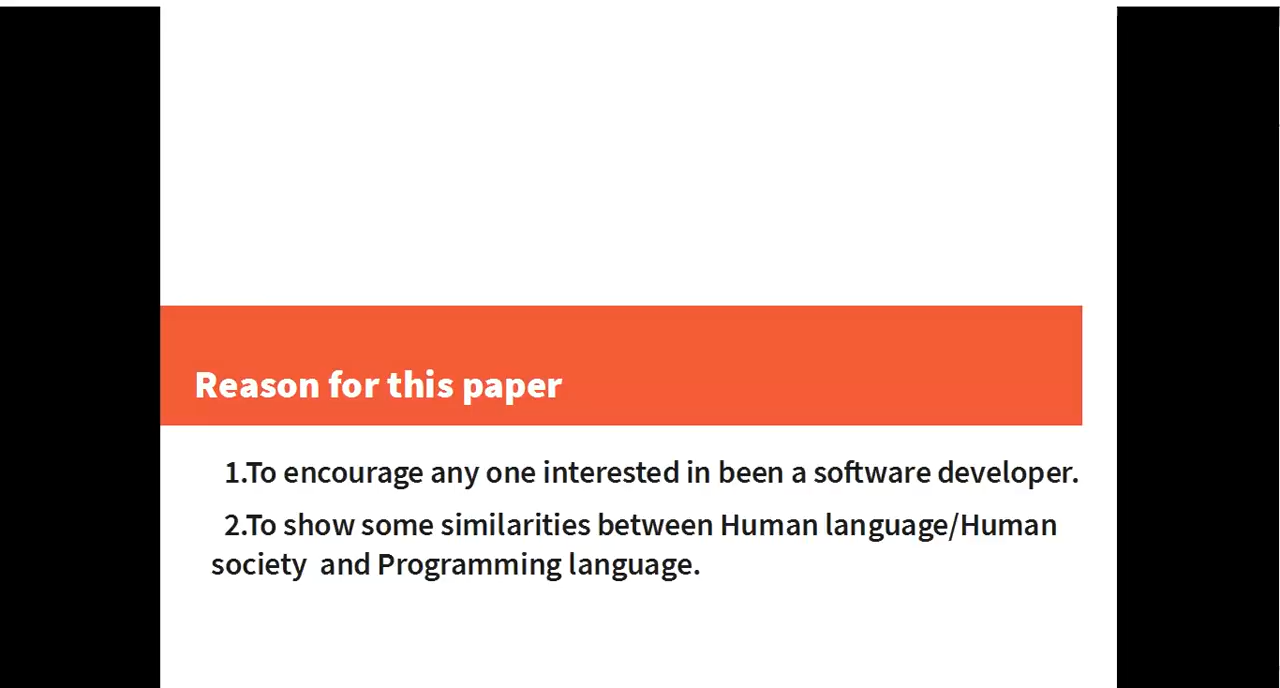 Reason for this paper
1.To encourage any one interested in been a software developer.
2.To show some similarities between Human language/Human
society  and Programming language.